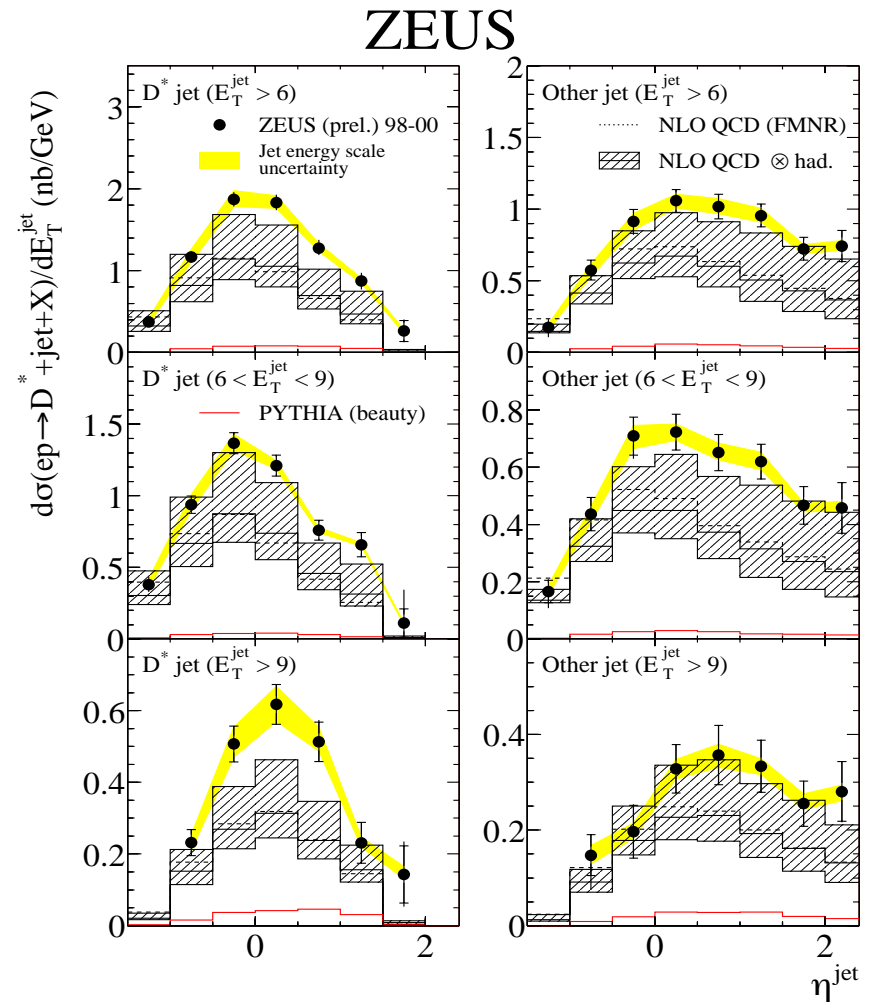 ZEUS
dσ(ep→D* +jet+X)/dE_T^jet (nb/GeV)
D* jet (E_T^jet > 6)
ZEUS (prel.) 98-00
Jet energy scale
uncertainty
3
2
1
0
Other jet (E_T^jet > 6)
NLO QCD (FMNR)
NLO QCD ⊗ had.
2
1.5
1
0.5
0
D* jet (6 < E_T^jet < 9)
PYTHIA (beauty)
1.5
1
0.5
0
Other jet (6 < E_T^jet < 9)
0.8
0.6
0.4
0.2
0
D* jet (E_T^jet > 9)
0.6
0.4
0.2
0
0 2
Other jet (E_T^jet > 9)
0.4
0.2
0
0 2
η^jet